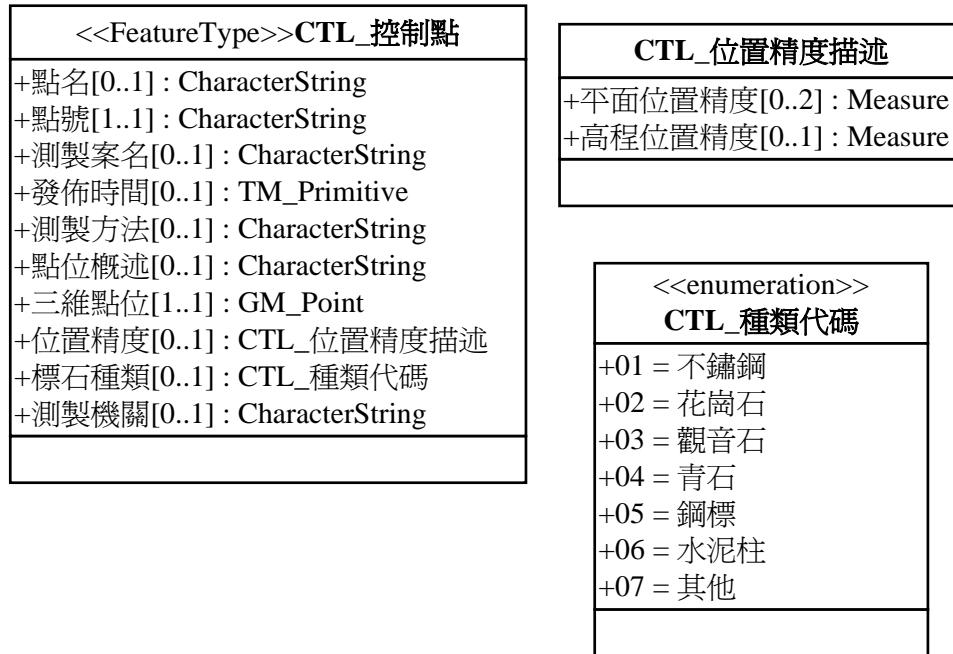 <<FeatureType>>CTL_控制點
+點名[0..1] : CharacterString
+點號[1..1] : CharacterString
+測製案名[0..1] : CharacterString
+發佈時間[0..1] : TM_Primitive
+測製方法[0..1] : CharacterString
+點位概述[0..1] : CharacterString
+三維點位[1..1] : GM_Point
+位置精度[0..1] : CTL_位置精度描述
+標石種類[0..1] : CTL_種類代碼
+測製機關[0..1] : CharacterString
CTL_位置精度描述
+平面位置精度[0..2] : Measure
+高程位置精度[0..1] : Measure
<<enumeration>>
CTL_種類代碼
+01 = 不鏽鋼
+02 = 花崗石
+03 = 觀音石
+04 = 青石
+05 = 鋼標
+06 = 水泥柱
+07 = 其他